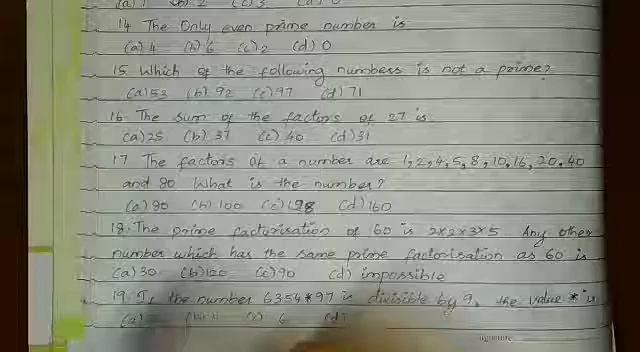 (a) 1 (b) 2 (c) 3 (d) 0
14 The Only even prime number is
(a) 4 (b) 6 (c) 2 (d) 0
15 Which of the following numbers is not a prime?
(a) 53 (b) 92 (c) 97 (d) 71
16 The sum of the factors of 27 is
(a) 25 (b) 37 (c) 40 (d) 31
17 The factors of a number are 1,2,4,5,8,10,16,20,40
and 80 What is the number?
(a) 80 (b) 100 (c) 128 (d) 160
18. The prime factorisation of 60 is 2x2x3x5 Any other
number which has the same prime factorisation as 60 is
(a) 30 (b) 120 (c) 90 (d) impossible
19 If the number 6354*97 is divisible by 9, the value * is
(a) (c) 6 (d)